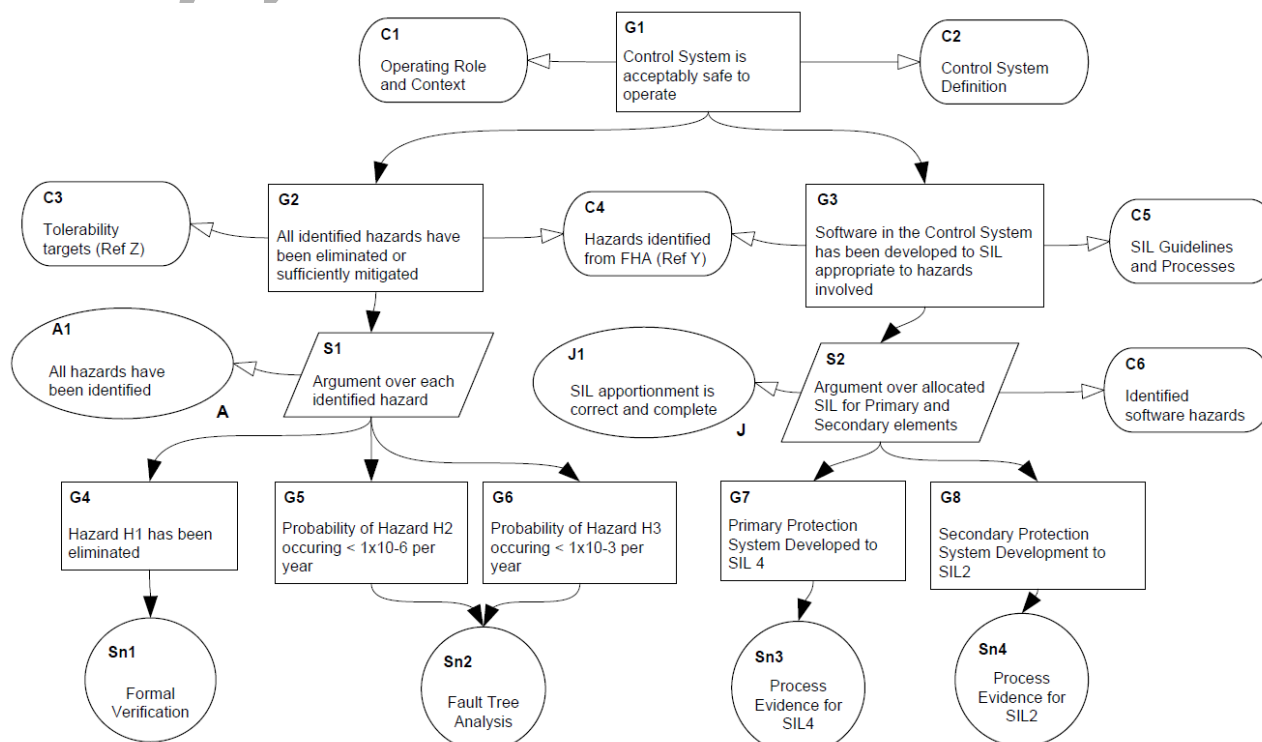 C1
Operating Role
and Context
G1
Control System is
acceptably safe to
operate
C2
Control System
Definition
C3
Tolerability
targets (Ref Z)
G2
All identified hazards have
been eliminated or
sufficiently mitigated
C4
Hazards identified
from FHA (Ref Y)
G3
Software in the Control System
has been developed to SIL
appropriate to hazards
involved
C5
SIL Guidelines
and Processes
A1
All hazards have
been identified
A
S1
Argument over each
identified hazard
J1
SIL apportionment is
correct and complete
J
S2
Argument over allocated
SIL for Primary and
Secondary elements
C6
Identified
software hazards
G4
Hazard H1 has been
eliminated
G5
Probability of Hazard H2
occuring < 1x10-6 per
year
G6
Probability of Hazard H3
occuring < 1x10-3 per
year
G7
Primary Protection
System Developed to
SIL 4
G8
Secondary Protection
System Development to
SIL2
Sn1
Formal
Verification
Sn2
Fault Tree
Analysis
Sn3
Process
Evidence for
SIL4
Sn4
Process
Evidence for
SIL2